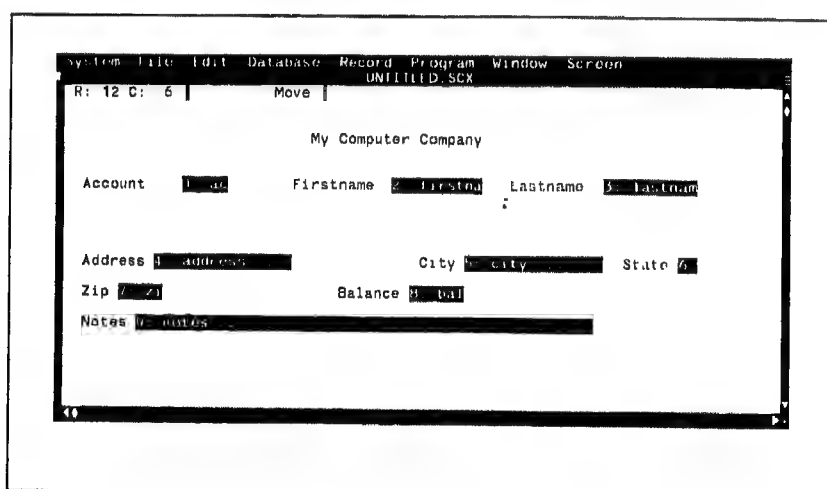 System File Edit Database Record Program Window Screen
UNTITLED.SCX
R: 12 C: 6 Move
My Computer Company
Account 1: ac Firstname 2: firstna Lastname 3: lastnam
Address 4: address City 5: city State 6:
Zip 7: zi Balance 8: bal
Notes 9: notes